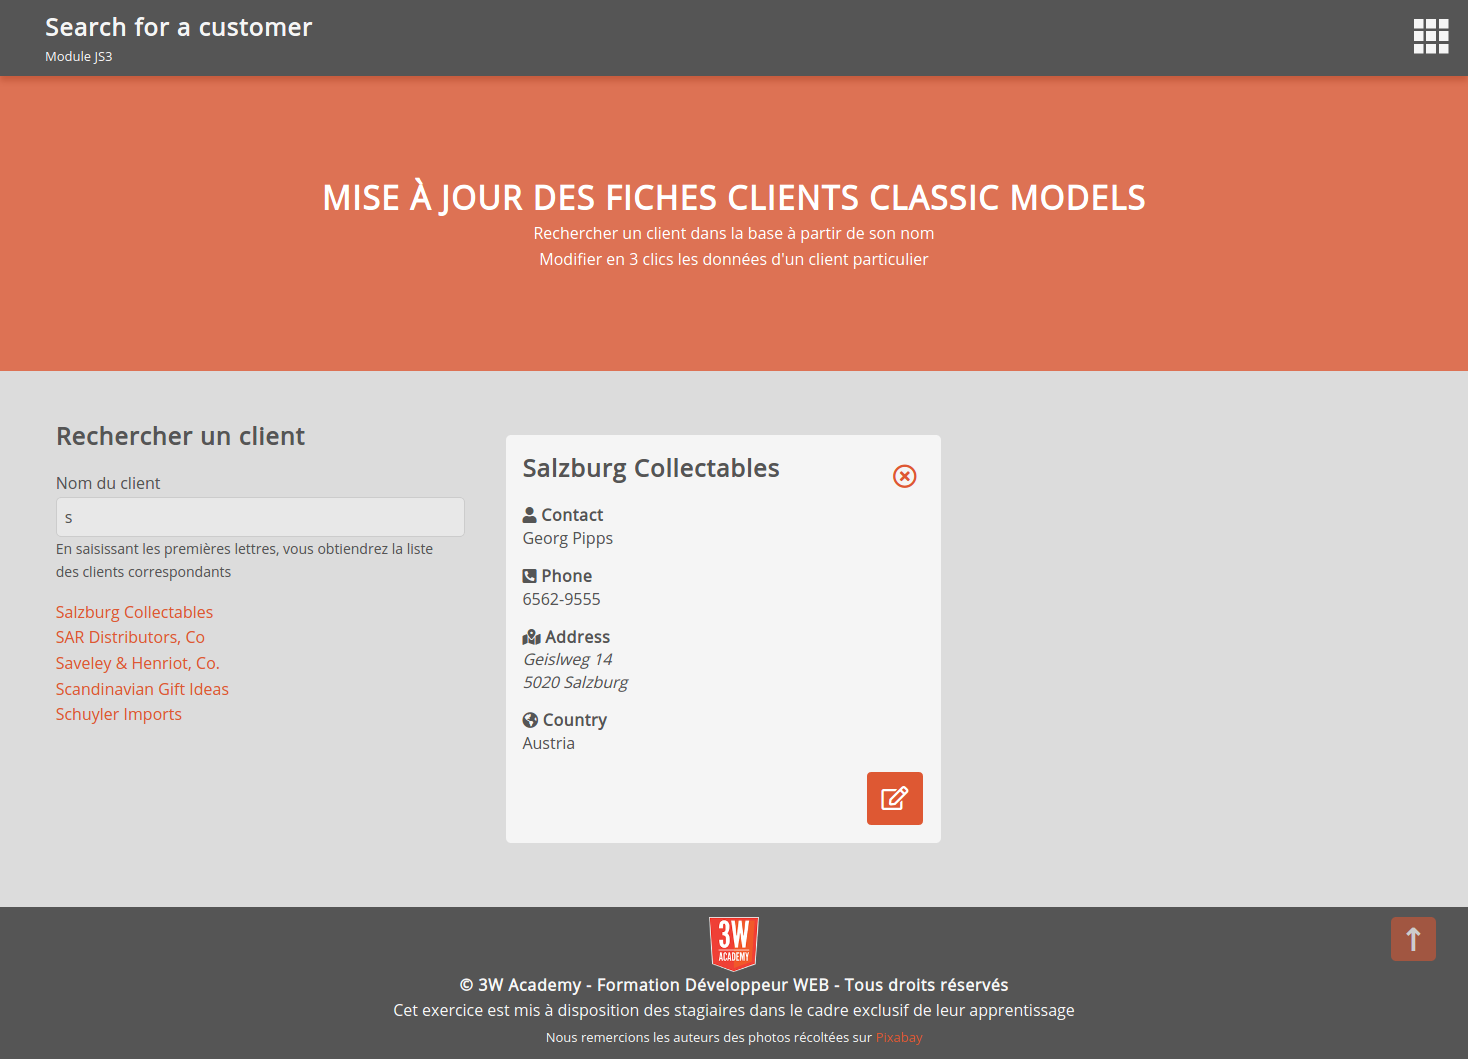 Search for a customer
Module JS3
MISE À JOUR DES FICHES CLIENTS CLASSIC MODELS
Rechercher un client dans la base à partir de son nom
Modifier en 3 clics les données d'un client particulier
Rechercher un client
Nom du client
s
En saisissant les premières lettres, vous obtiendrez la liste
des clients correspondants
Salzburg Collectables
SAR Distributors, Co
Saveley & Henriot, Co.
Scandinavian Gift Ideas
Schuyler Imports
Salzburg Collectables
Contact
Georg Pipps
Phone
6562-9555
Address
Geislweg 14
5020 Salzburg
Country
Austria
3W
ACADEMY
© 3W Academy - Formation Développeur WEB - Tous droits réservés
Cet exercice est mis à disposition des stagiaires dans le cadre exclusif de leur apprentissage
Nous remercions les auteurs des photos récoltées sur Pixabay